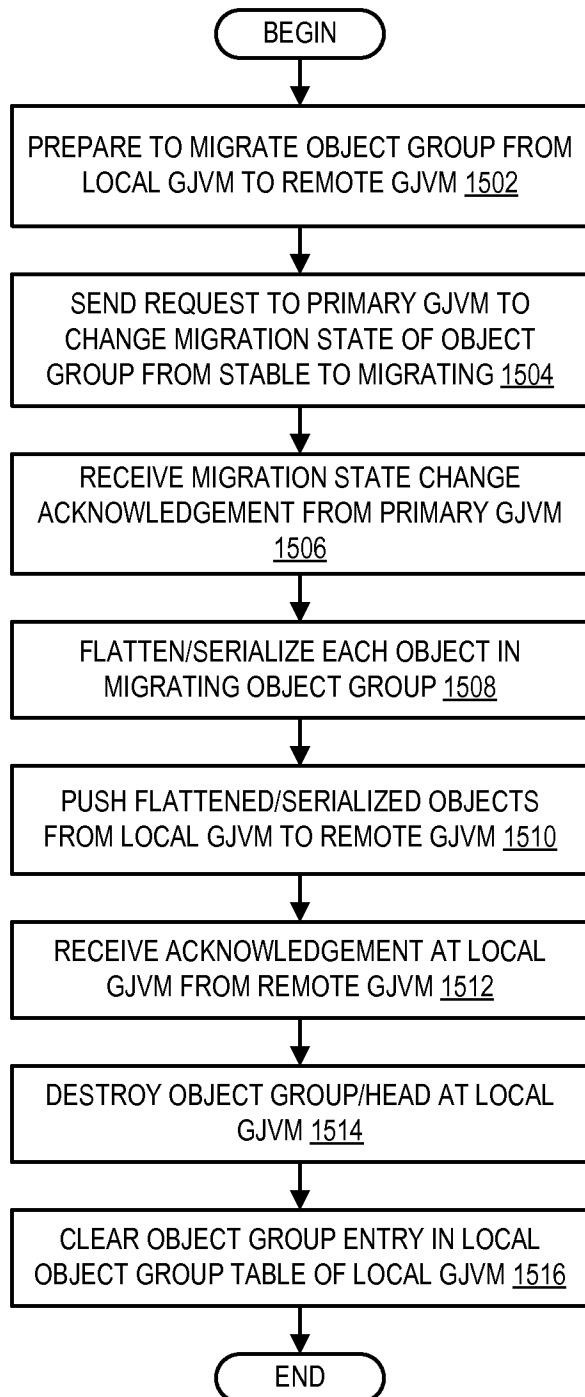 BEGIN
PREPARE TO MIGRATE OBJECT GROUP FROM
LOCAL GJVM TO REMOTE GJVM 1502
SEND REQUEST TO PRIMARY GJVM TO
CHANGE MIGRATION STATE OF OBJECT
GROUP FROM STABLE TO MIGRATING 1504
RECEIVE MIGRATION STATE CHANGE
ACKNOWLEDGEMENT FROM PRIMARY GJVM
1506
FLATTEN/SERIALIZE EACH OBJECT IN
MIGRATING OBJECT GROUP 1508
PUSH FLATTENED/SERIALIZED OBJECTS
FROM LOCAL GJVM TO REMOTE GJVM 1510
RECEIVE ACKNOWLEDGEMENT AT LOCAL
GJVM FROM REMOTE GJVM 1512
DESTROY OBJECT GROUP/HEAD AT LOCAL
GJVM 1514
CLEAR OBJECT GROUP ENTRY IN LOCAL
OBJECT GROUP TABLE OF LOCAL GJVM 1516
END